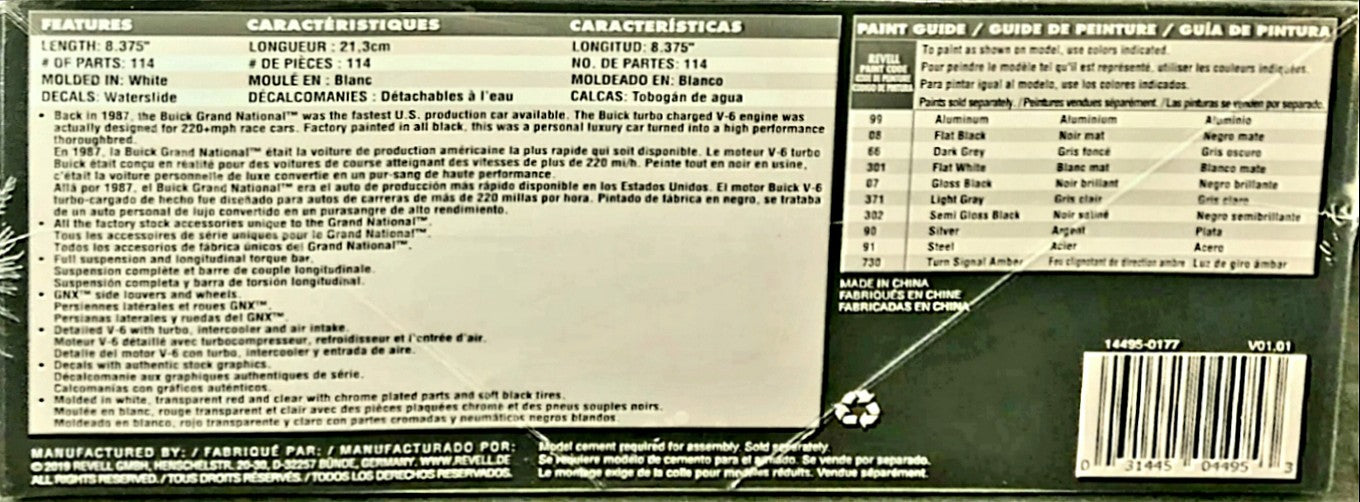 FEATURES
LENGTH: 8.375"
# OF PARTS: 114
MOLDED IN: White
DECALS: Waterslide
CARACTÉRISTIQUES
LONGUEUR : 21,3cm
# DE PIÈCES : 114
MOULÉ EN : Blanc
DÉCALCOMANIES : Détachables à l'eau
CARACTERÍSTICAS
LONGITUD: 8.375"
NO. DE PARTES: 114
MOLDEADO EN: Blanco
CALCAS: Tobogán de agua
• Back in 1987, the Buick Grand National™ was the fastest U.S. production car available. The Buick turbo charged V-6 engine was
actually designed for 220+mph race cars. Factory painted in all black, this was a personal luxury car turned into a high performance
thoroughbred.
En 1987, la Buick Grand National™ était la voiture de production américaine la plus rapide qui soit disponible. Le moteur V-6 turbo
Buick était conçu en réalité pour des voitures de course atteignant des vitesses de plus de 220 mi/h. Peinte tout en noir en usine,
c'était la voiture personnelle de luxe convertie en un pur-sang de haute performance.
Allá por 1987, el Buick Grand National™ era el auto de producción más rápido disponible en los Estados Unidos. El motor Buick V-6
turbo-cargado de hecho fue diseñado para autos de carreras de más de 220 millas por hora. Pintado de fábrica en negro, se trataba
de un auto personal de lujo convertido en un purasangre de alto rendimiento.
• All the factory stock accessories unique to the Grand National™.
Tous les accessoires de série uniques pour le Grand National™.
Todos los accesorios de fábrica únicos del Grand National™.
• Full suspension and longitudinal torque bar.
Suspension complète et barre de couple longitudinale.
Suspensión completa y barra de torsión longitudinal.
• GNX™ side louvers and wheels.
Persiennes latérales et roues GNX™.
Persianas laterales y ruedas del GNX™.
• Detailed V-6 with turbo, intercooler and air intake.
Moteur V-6 détaillé avec turbocompresseur, refroidisseur et l'entrée d'air.
Detalle del motor V-6 con turbo, intercooler y entrada de aire.
• Decals with authentic stock graphics.
Décalcomanie aux graphiques authentiques de série.
Calcomanías con gráficos auténticos.
• Molded in white, transparent red and clear with chrome plated parts and soft black tires.
Moulée en blanc, rouge transparent et clair avec des pièces plaquées chrome et des pneus souples noirs.
Moldeado en blanco, rojo transparente y claro con partes cromadas y neumáticos negros blandos.
PAINT GUIDE / GUIDE DE PEINTURE / GUÍA DE PINTURA
REVELL
PAINT CODE
To paint as shown on model, use colors indicated.
Pour peindre le modèle tel qu'il est représenté, utiliser les couleurs indiquées.
Para pintar igual al modelo, use los colores indicados.
Paints sold separately. /Peintures vendues séparément. /Las pinturas se venden por separado.
99 Aluminum Aluminium Aluminio
08 Flat Black Noir mat Negro mate
66 Dark Grey Gris foncé Gris oscuro
301 Flat White Blanc mat Blanco mate
07 Gloss Black Noir brillant Negro brillante
371 Light Gray Gris clair Gris claro
302 Semi Gloss Black Noir satiné Negro semibrillante
90 Silver Argent Plata
91 Steel Acier Acero
730 Turn Signal Amber Feu clignotant de direction ambre Luz de giro ámbar
MADE IN CHINA
FABRIQUÉS EN CHINE
FABRICADAS EN CHINA
14495-0177 V01.01
0 31445 04495 3
MANUFACTURED BY: / FABRIQUÉ PAR: / MANUFACTURADO POR:
© 2019 REVELL GMBH, HENSCHELSTR. 20-30, D-32257 BÜNDE, GERMANY. WWW.REVELL.DE
ALL RIGHTS RESERVED. / TOUS DROITS RÉSERVÉS. / TODOS LOS DERECHOS RESERVADOS.
Model cement required for assembly. Sold separately.
Se requiere modelo de cemento para el armado. Se vende por separado.
Le montage exige de la colle pour modèles réduits. Vendue séparément.